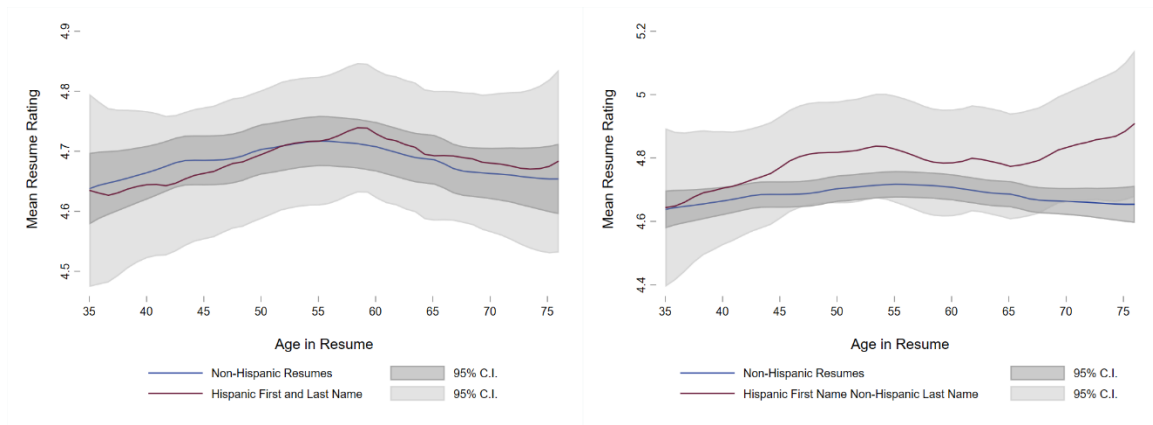 Mean Resume Rating
4.9
4.8
4.7
4.6
4.5
35 40 45 50 55 60 65 70 75
Age in Resume
Non-Hispanic Resumes 95% C.I.
Hispanic First and Last Name 95% C.I.
Mean Resume Rating
5.2
5
4.8
4.6
4.4
35 40 45 50 55 60 65 70 75
Age in Resume
Non-Hispanic Resumes 95% C.I.
Hispanic First Name Non-Hispanic Last Name 95% C.I.